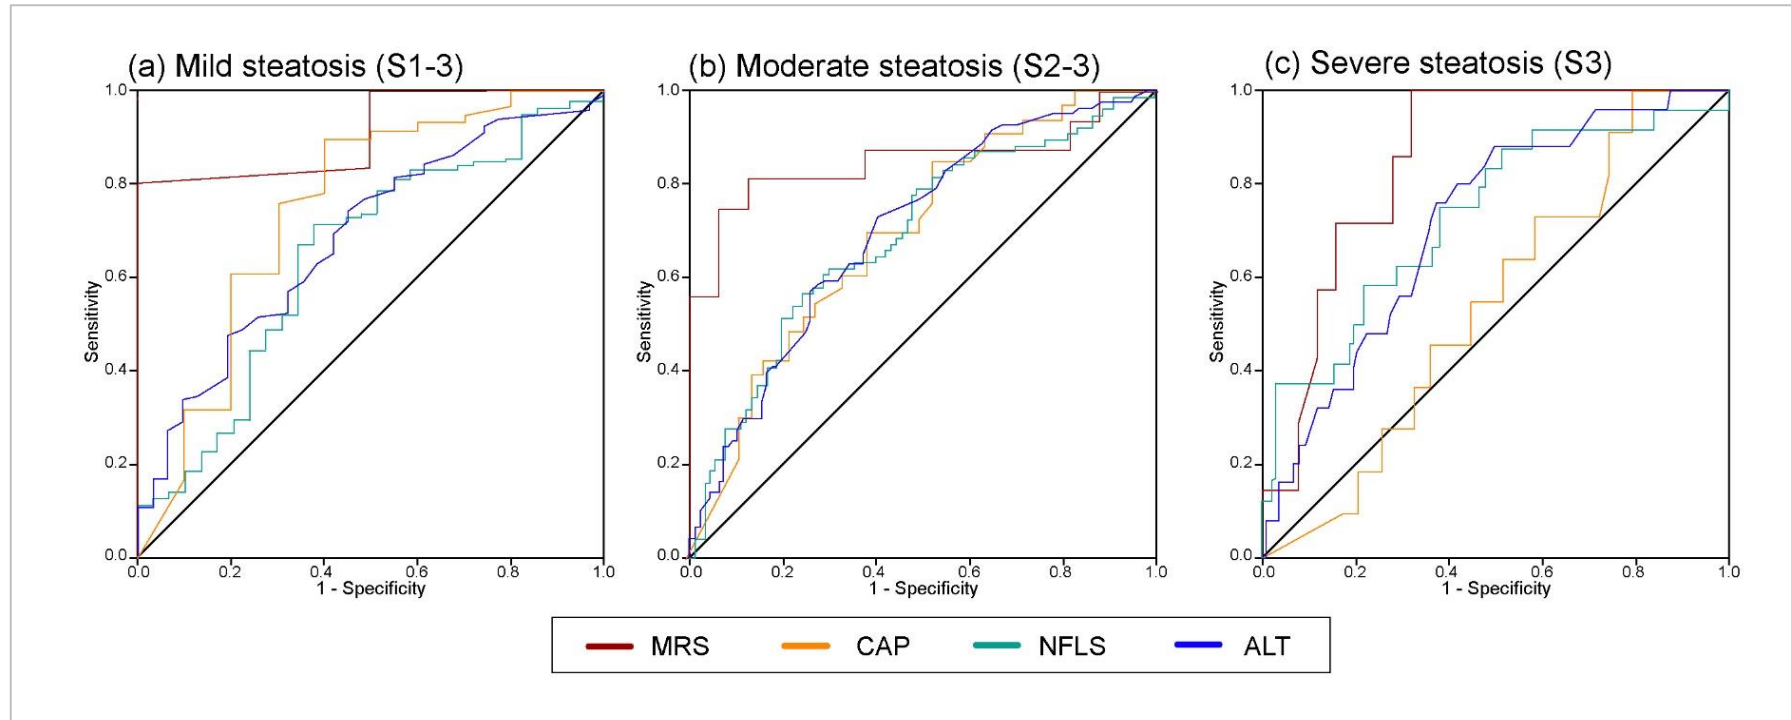 (a) Mild steatosis (S1-3)
1.0
0.8
0.6
0.4
0.2
0.0
Sensitivity
0.0 0.2 0.4 0.6 0.8 1.0
1 - Specificity
(b) Moderate steatosis (S2-3)
1.0
0.8
0.6
0.4
0.2
0.0
Sensitivity
0.0 0.2 0.4 0.6 0.8 1.0
1 - Specificity
(c) Severe steatosis (S3)
1.0
0.8
0.6
0.4
0.2
0.0
Sensitivity
0.0 0.2 0.4 0.6 0.8 1.0
1 - Specificity
MRS CAP NFLS ALT